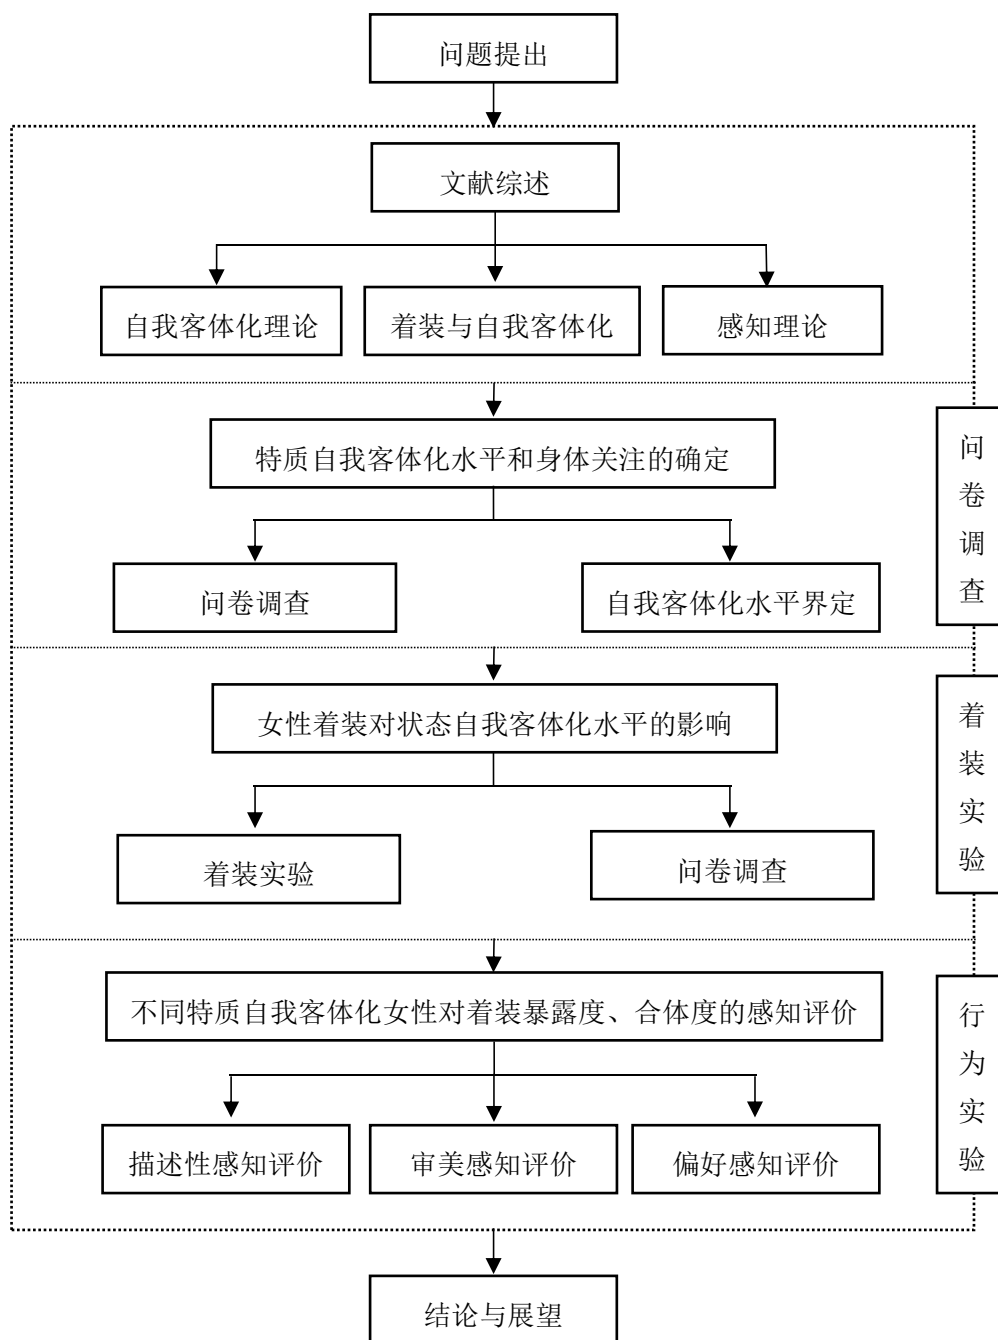 问题提出
文献综述
自我客体化理论
着装与自我客体化
感知理论
特质自我客体化水平和身体关注的确定
问卷调查
自我客体化水平界定
问卷调查
女性着装对状态自我客体化水平的影响
着装实验
问卷调查
着装实验
不同特质自我客体化女性对着装暴露度、合体度的感知评价
描述性感知评价
审美感知评价
偏好感知评价
行为实验
结论与展望